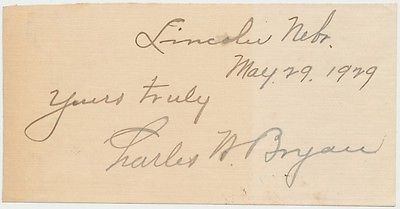 Lincoln Nebr.
May. 29. 1929
Yours truly
Charles W. Bryan